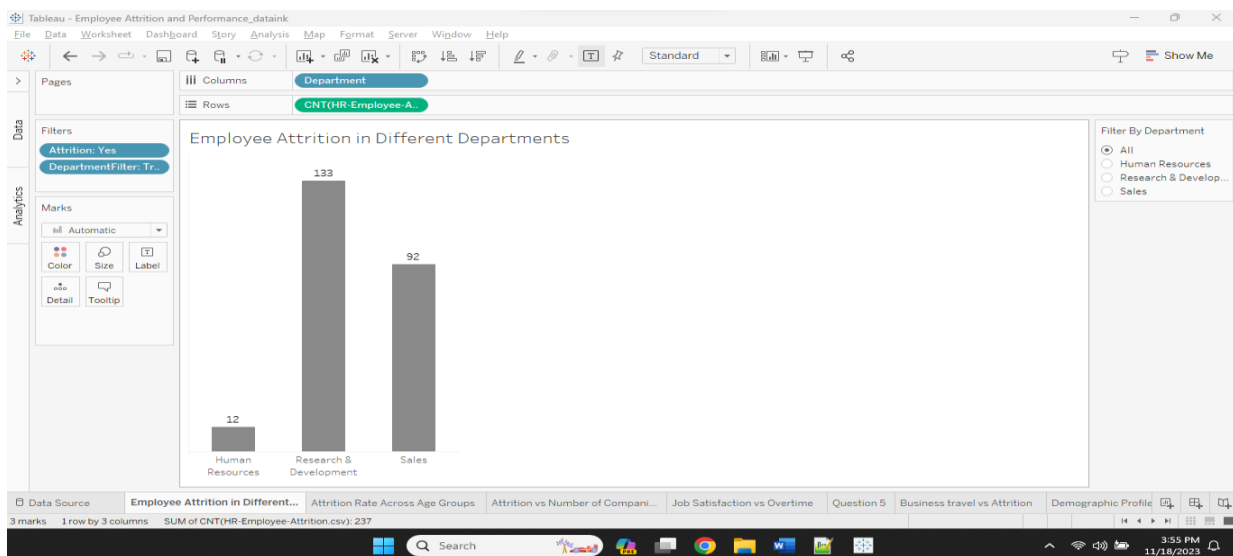 Tableau - Employee Attrition and Performance_dataink
File Data Worksheet Dashboard Story Analysis Map Format Server Window Help
Standard
Show Me
Pages
Columns
Department
Rows
CNT(HR-Employee-A..
Data
Analytics
Filters
Attrition: Yes
DepartmentFilter: Tr..
Marks
Automatic
Color Size Label
Detail Tooltip
Employee Attrition in Different Departments
133
92
12
Human Resources
Research & Development
Sales
Filter By Department
All
Human Resources
Research & Develop...
Sales
Data Source Employee Attrition in Different... Attrition Rate Across Age Groups Attrition vs Number of Compani... Job Satisfaction vs Overtime Question 5 Business travel vs Attrition Demographic Profile
3 marks 1 row by 3 columns SUM of CNT(HR-Employee-Attrition.csv): 237
Search
3:55 PM
11/18/2023